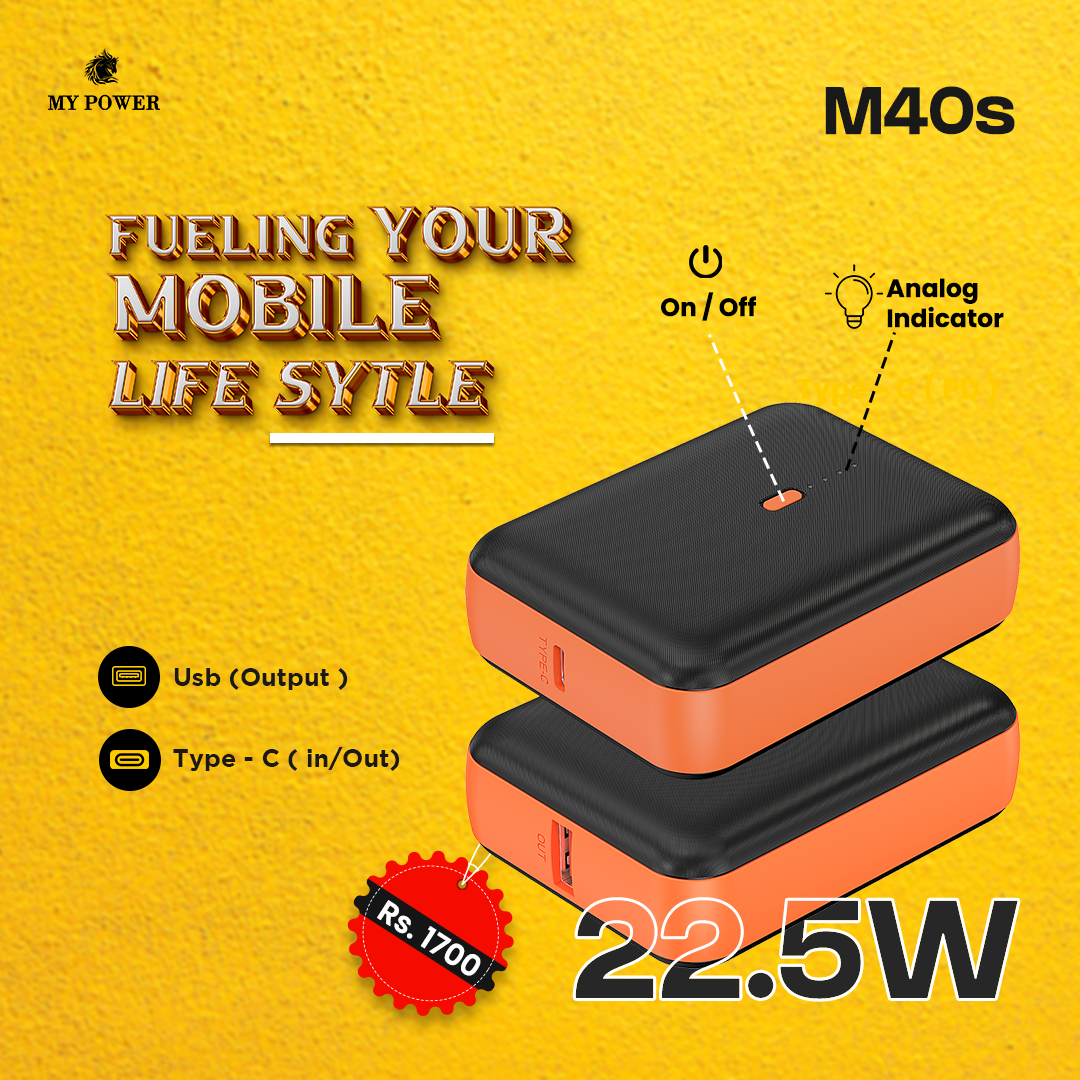 MY POWER
M40s
FUELING YOUR
MOBILE
LIFE SYTLE
On / Off
Analog
Indicator
TYPE-C
Usb (Output )
Type - C ( in/Out)
OUT
Rs. 1700
22.5W